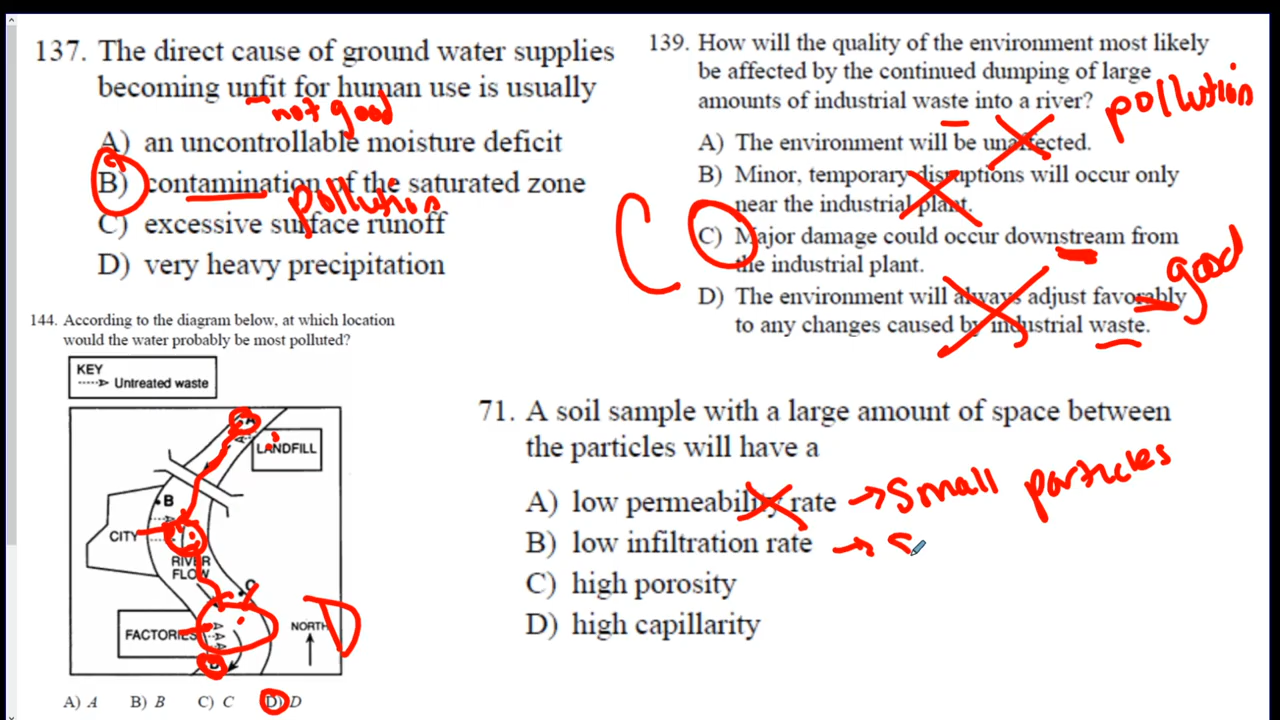 137. The direct cause of ground water supplies
becoming unfit for human use is usually
not good
A) an uncontrollable moisture deficit
B) contamination of the saturated zone
pollution
C) excessive surface runoff
D) very heavy precipitation
139. How will the quality of the environment most likely
be affected by the continued dumping of large
amounts of industrial waste into a river?
pollution
A) The environment will be unaffected.
B) Minor, temporary disruptions will occur only
near the industrial plant.
C
C) Major damage could occur downstream from
the industrial plant.
D) The environment will always adjust favorably
to any changes caused by industrial waste.
good
144. According to the diagram below, at which location
would the water probably be most polluted?
KEY
Untreated waste
A
LANDFILL
B
CITY
RIVER
FLOW
C
FACTORIES
NORTH
D
D
A) A B) B C) C D) D
71. A soil sample with a large amount of space between
the particles will have a
A) low permeability rate → Small particles
B) low infiltration rate → S
C) high porosity
D) high capillarity